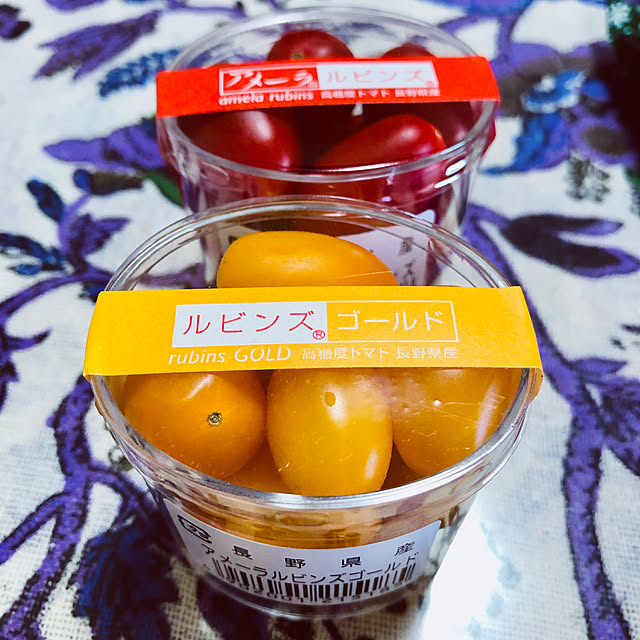 アメーラ® ルビンズ®
amela rubins 高糖度トマト 長野県産
ルビンズ® ゴールド
rubins GOLD 高糖度トマト 長野県産
長野県産
アメーラルビンズゴールド